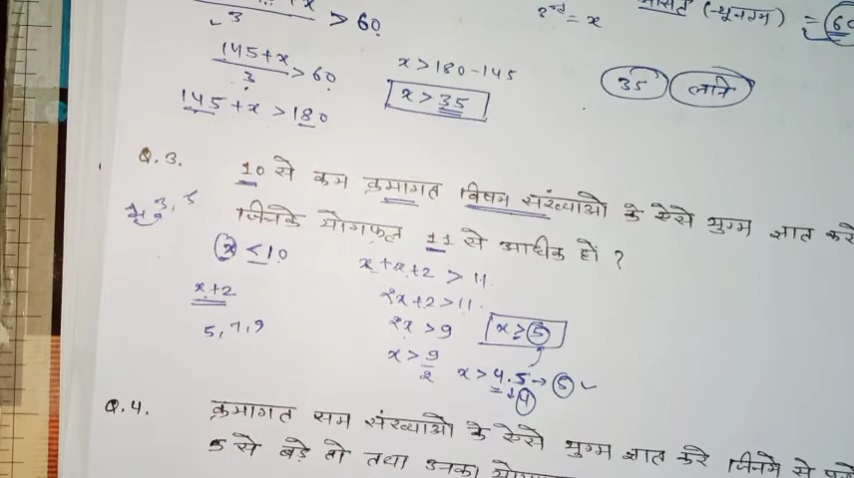 3 > 60
145+x
3 > 60
145 + x > 180
x > 180 - 145
x > 35
= x
(न्यूनतम) = 60
35 लाने
Q.3. 10 से कम क्रमागत विषम संख्याओं के ऐसे युग्म ज्ञात करें
जिनके योगफल 11 से अधिक हों ?
3, 5
x < 10
x+2
5, 7, 9
x + x + 2 > 11
2x + 2 > 11
2x > 9
x > 9
2
x > 4.5 → 5
4
x ≥ 5
Q.4. क्रमागत सम संख्याओं के ऐसे युग्म ज्ञात करें जिनमें से
5 से बड़े हो तथा उनका